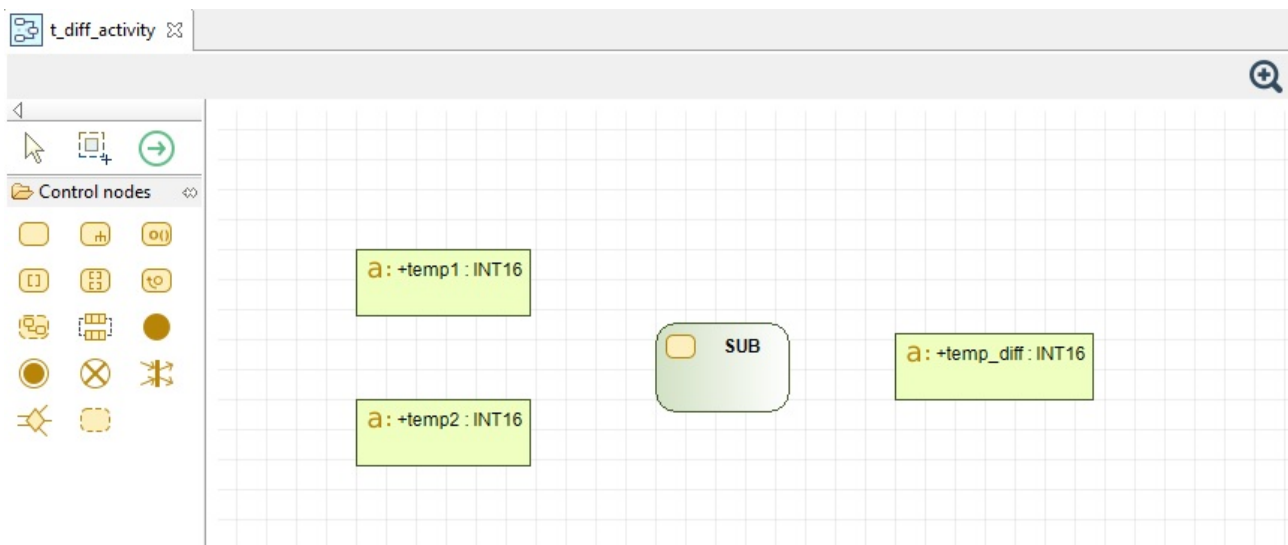 t_diff_activity
Control nodes
o()
a: +temp1 : INT16
SUB
a: +temp_diff : INT16
a: +temp2 : INT16